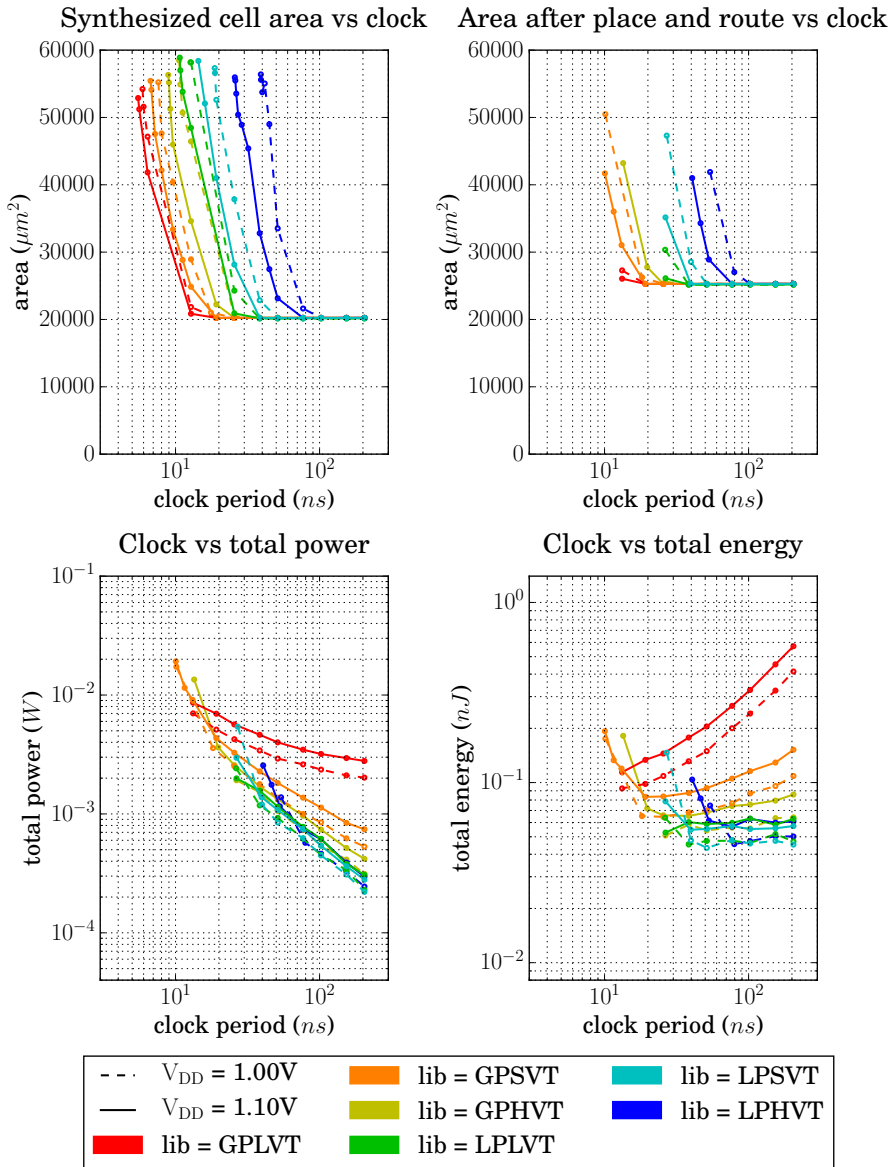 Synthesized cell area vs clock
60000
50000
40000
30000
20000
10000
0
area (μm²)
10¹
10²
clock period (ns)
Area after place and route vs clock
60000
50000
40000
30000
20000
10000
0
area (μm²)
10¹
10²
clock period (ns)
Clock vs total power
10⁻¹
10⁻²
10⁻³
10⁻⁴
total power (W)
10¹
10²
clock period (ns)
Clock vs total energy
10⁰
10⁻¹
10⁻²
total energy (nJ)
10¹
10²
clock period (ns)
V_DD = 1.00V
V_DD = 1.10V
lib = GPLVT
lib = GPSVT
lib = GPHVT
lib = LPLVT
lib = LPSVT
lib = LPHVT